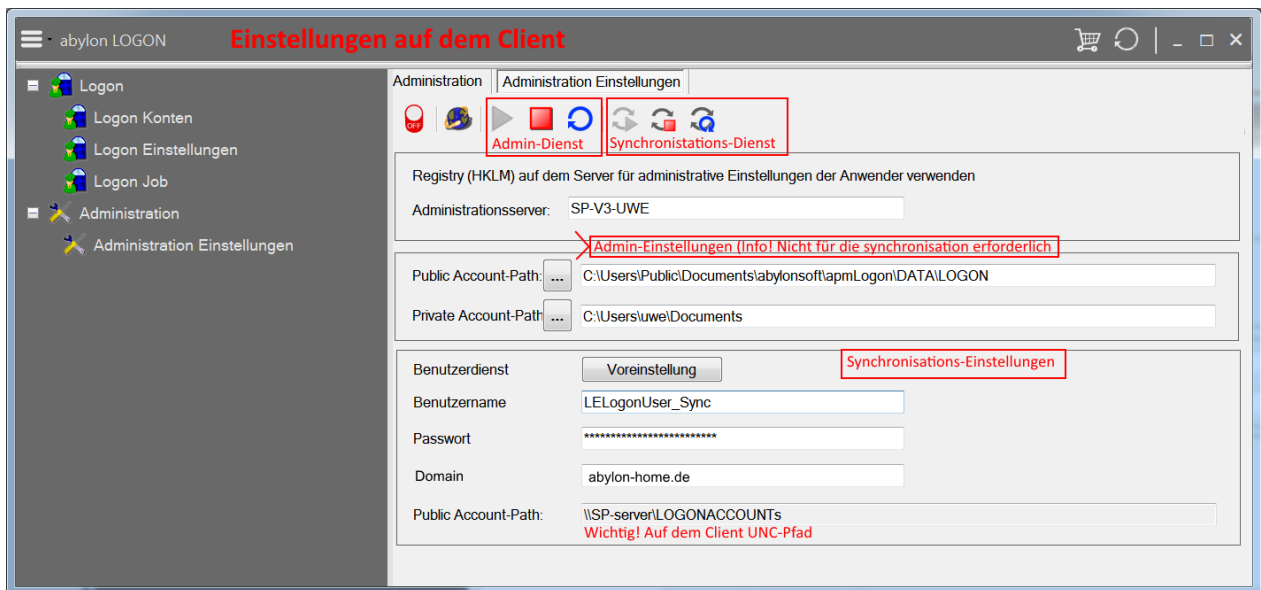 abylon LOGON
Einstellungen auf dem Client
Logon
Logon Konten
Logon Einstellungen
Logon Job
Administration
Administration Einstellungen
Administration
Administration Einstellungen
OFF
Admin-Dienst
Synchronistations-Dienst
Registry (HKLM) auf dem Server für administrative Einstellungen der Anwender verwenden
Administrationsserver: SP-V3-UWE
Admin-Einstellungen (Info! Nicht für die synchronisation erforderlich
Public Account-Path: ... C:\Users\Public\Documents\abylonsoft\apmLogon\DATA\LOGON
Private Account-Path ... C:\Users\uwe\Documents
Synchronisations-Einstellungen
Benutzerdienst Voreinstellung
Benutzername LELogonUser_Sync
Passwort *************************
Domain abylon-home.de
Public Account-Path: \\SP-server\LOGONACCOUNTs
Wichtig! Auf dem Client UNC-Pfad